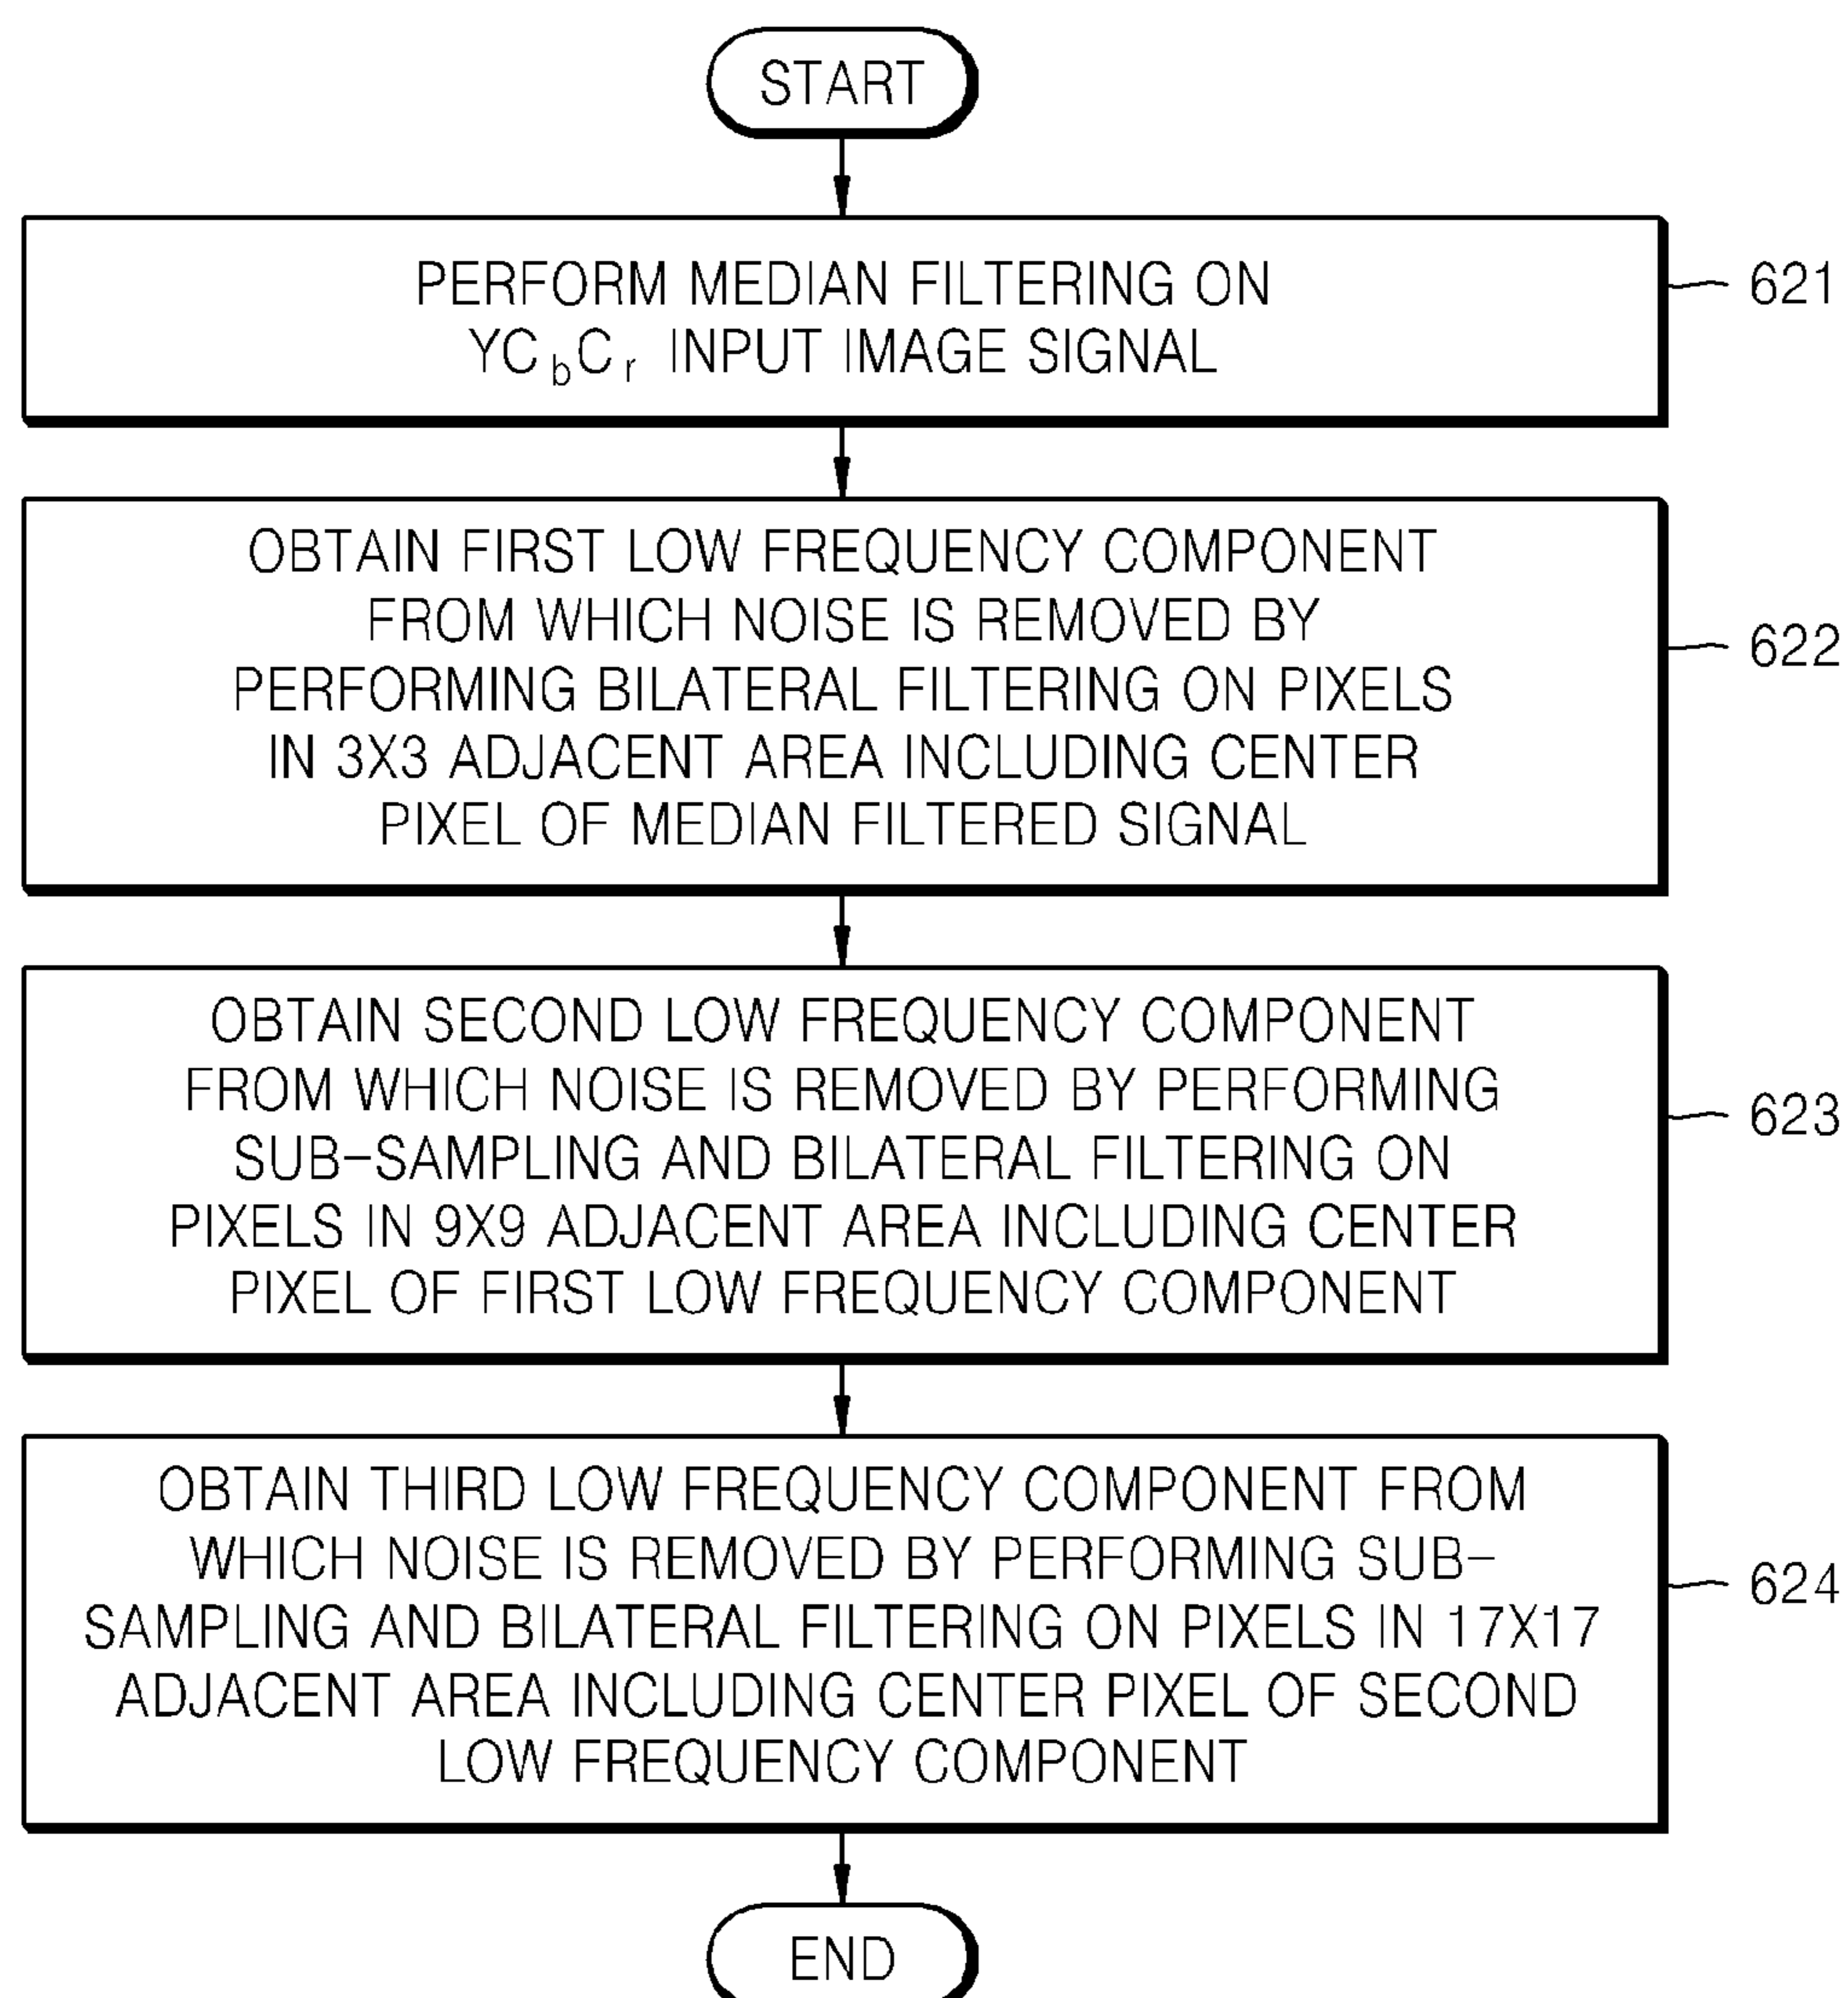 START
PERFORM MEDIAN FILTERING ON
YCbCr INPUT IMAGE SIGNAL
621
OBTAIN FIRST LOW FREQUENCY COMPONENT
FROM WHICH NOISE IS REMOVED BY
PERFORMING BILATERAL FILTERING ON PIXELS
IN 3X3 ADJACENT AREA INCLUDING CENTER
PIXEL OF MEDIAN FILTERED SIGNAL
622
OBTAIN SECOND LOW FREQUENCY COMPONENT
FROM WHICH NOISE IS REMOVED BY PERFORMING
SUB-SAMPLING AND BILATERAL FILTERING ON
PIXELS IN 9X9 ADJACENT AREA INCLUDING CENTER
PIXEL OF FIRST LOW FREQUENCY COMPONENT
623
OBTAIN THIRD LOW FREQUENCY COMPONENT FROM
WHICH NOISE IS REMOVED BY PERFORMING SUB-
SAMPLING AND BILATERAL FILTERING ON PIXELS IN 17X17
ADJACENT AREA INCLUDING CENTER PIXEL OF SECOND
LOW FREQUENCY COMPONENT
624
END